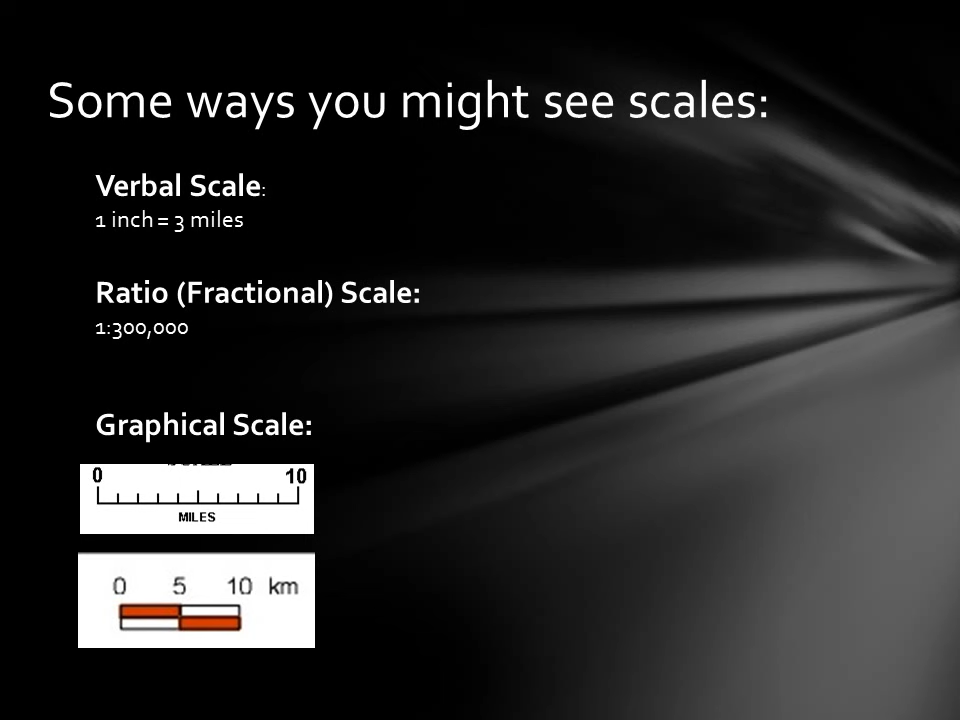 Some ways you might see scales:
Verbal Scale:
1 inch = 3 miles
Ratio (Fractional) Scale:
1:300,000
Graphical Scale:
0 10
MILES
0 5 10 km